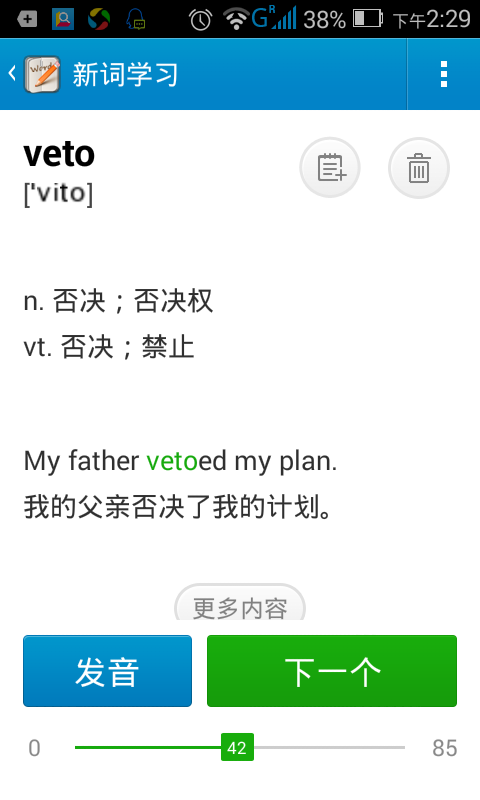 G R 38% 下午2:29
Words 新词学习
veto
['vito]
n. 否决；否决权
vt. 否决；禁止
My father vetoed my plan.
我的父亲否决了我的计划。
更多内容
发音 下一个
0 42 85